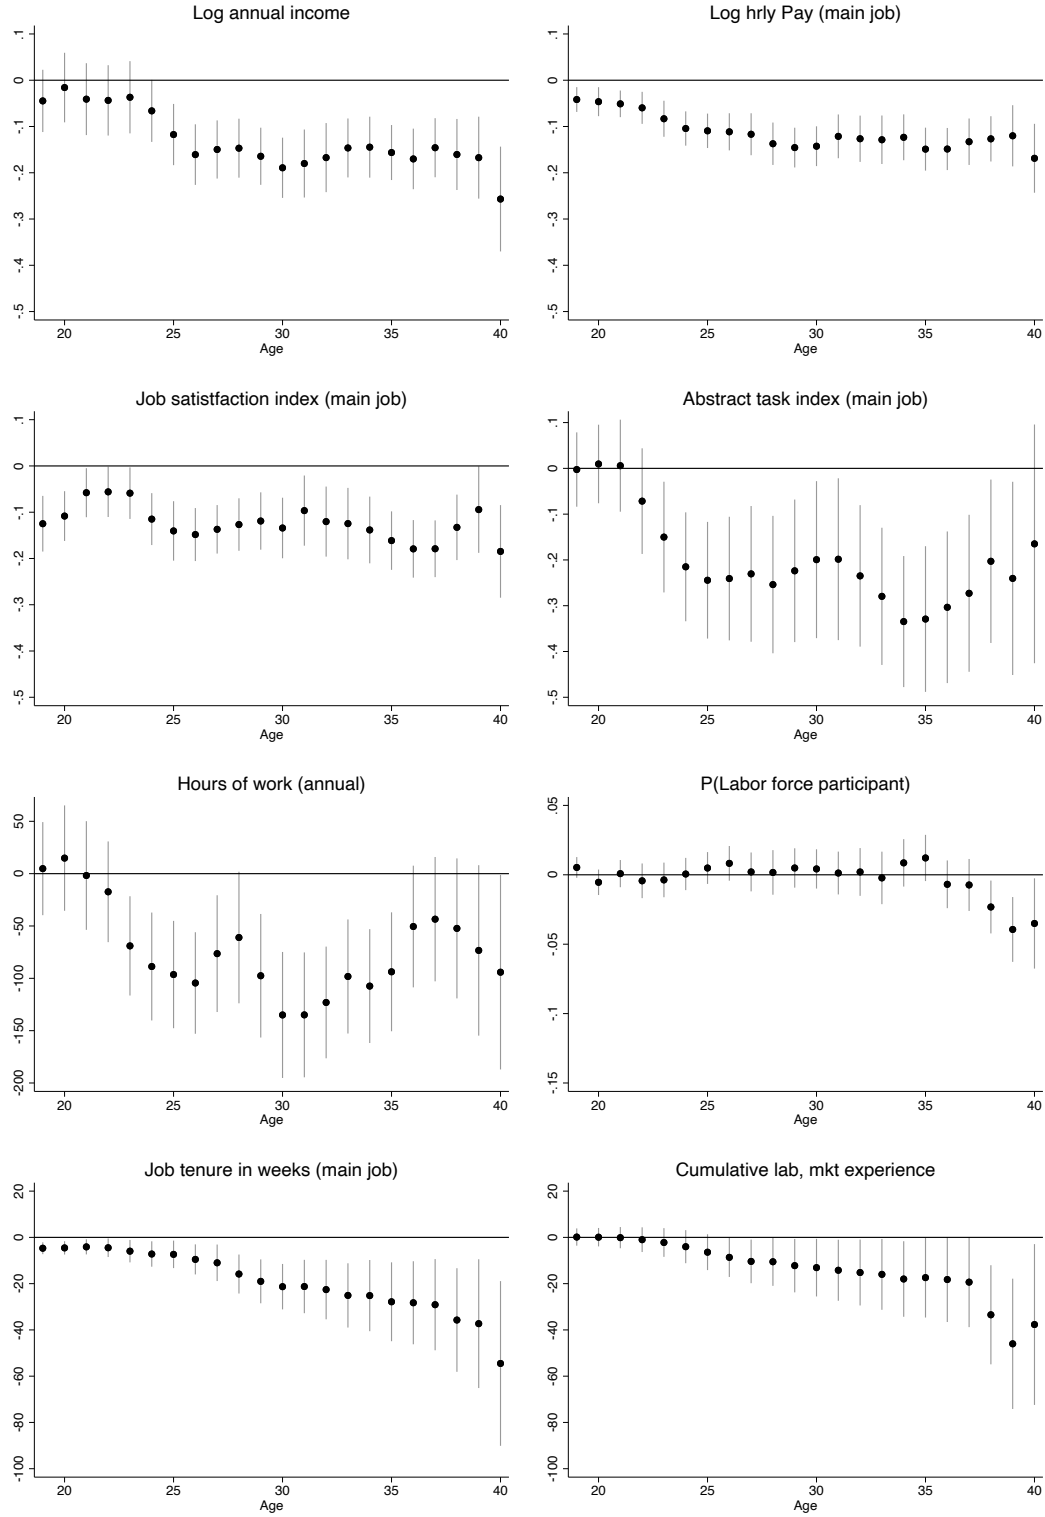 Log annual income
.1
0
-.1
-.2
-.3
-.4
-.5
20 25 30 35 40
Age
Log hrly Pay (main job)
.1
0
-.1
-.2
-.3
-.4
-.5
20 25 30 35 40
Age
Job satistfaction index (main job)
.1
0
-.1
-.2
-.3
-.4
-.5
20 25 30 35 40
Age
Abstract task index (main job)
.1
0
-.1
-.2
-.3
-.4
-.5
20 25 30 35 40
Age
Hours of work (annual)
50
0
-50
-100
-150
-200
20 25 30 35 40
Age
P(Labor force participant)
.05
0
-.05
-.1
-.15
20 25 30 35 40
Age
Job tenure in weeks (main job)
20
0
-20
-40
-60
-80
-100
20 25 30 35 40
Age
Cumulative lab, mkt experience
20
0
-20
-40
-60
-80
-100
20 25 30 35 40
Age